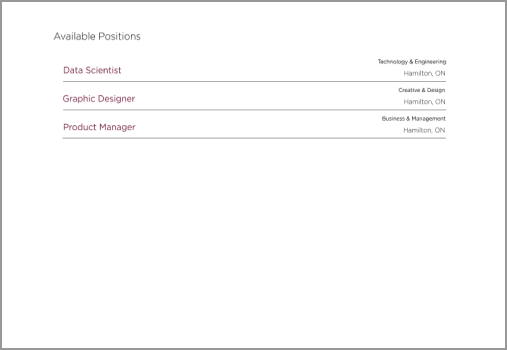 Available Positions
Technology & Engineering
Data Scientist
Hamilton, ON
Creative & Design
Graphic Designer
Hamilton, ON
Business & Management
Product Manager
Hamilton, ON